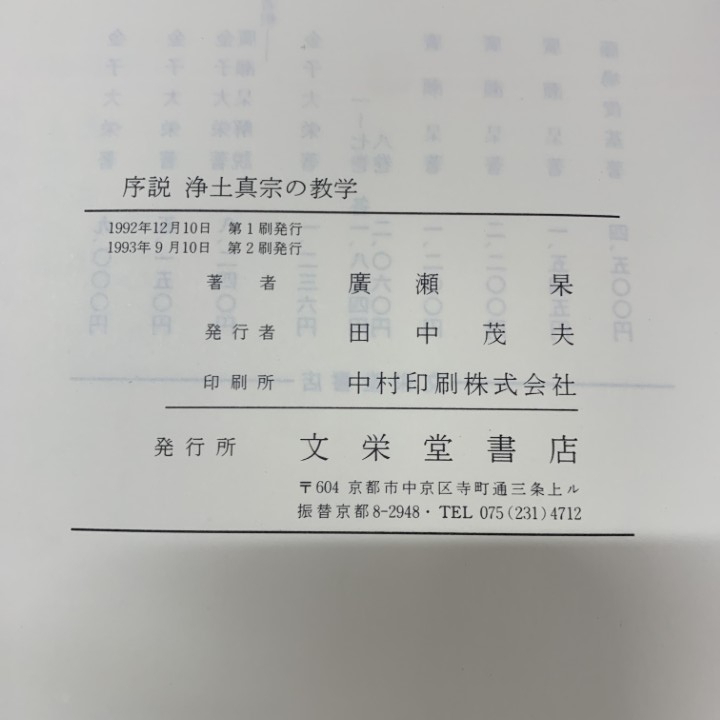 序説 浄土真宗の教学
1992年12月10日 第1刷発行
1993年9月10日 第2刷発行
著者 廣瀬杲
発行者 田中茂夫
印刷所 中村印刷株式会社
発行所 文栄堂書店
〒604 京都市中京区寺町通三条上ル
振替京都8-2948・TEL 075(231)4712